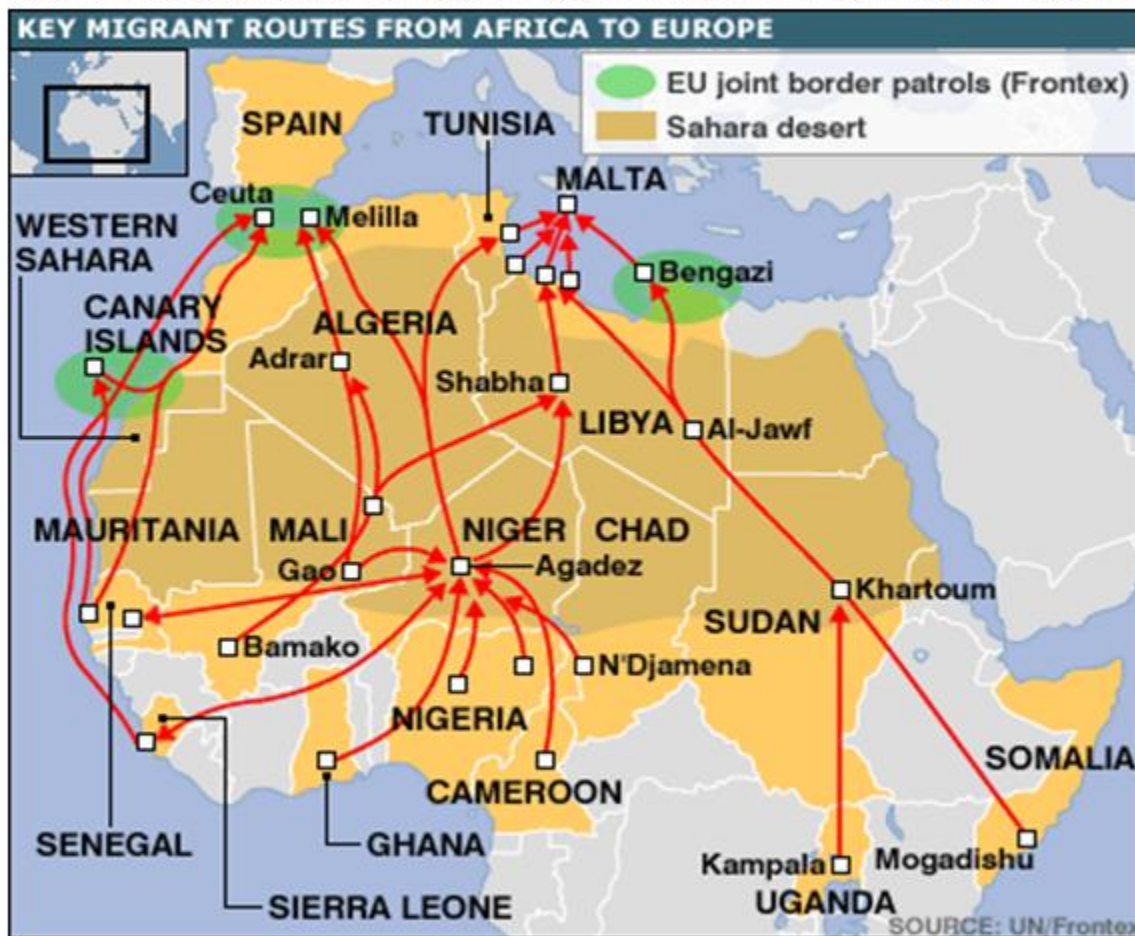 KEY MIGRANT ROUTES FROM AFRICA TO EUROPE
EU joint border patrols (Frontex)
Sahara desert
SPAIN
TUNISIA
MALTA
Ceuta
Melilla
WESTERN
SAHARA
Bengazi
CANARY
ISLANDS
ALGERIA
Adrar
Shabha
LIBYA
Al-Jawf
MAURITANIA
MALI
NIGER
CHAD
Gao
Agadez
Khartoum
SUDAN
Bamako
N'Djamena
NIGERIA
SOMALIA
CAMEROON
SENEGAL
GHANA
Kampala
Mogadishu
UGANDA
SIERRA LEONE
SOURCE: UN/Frontex